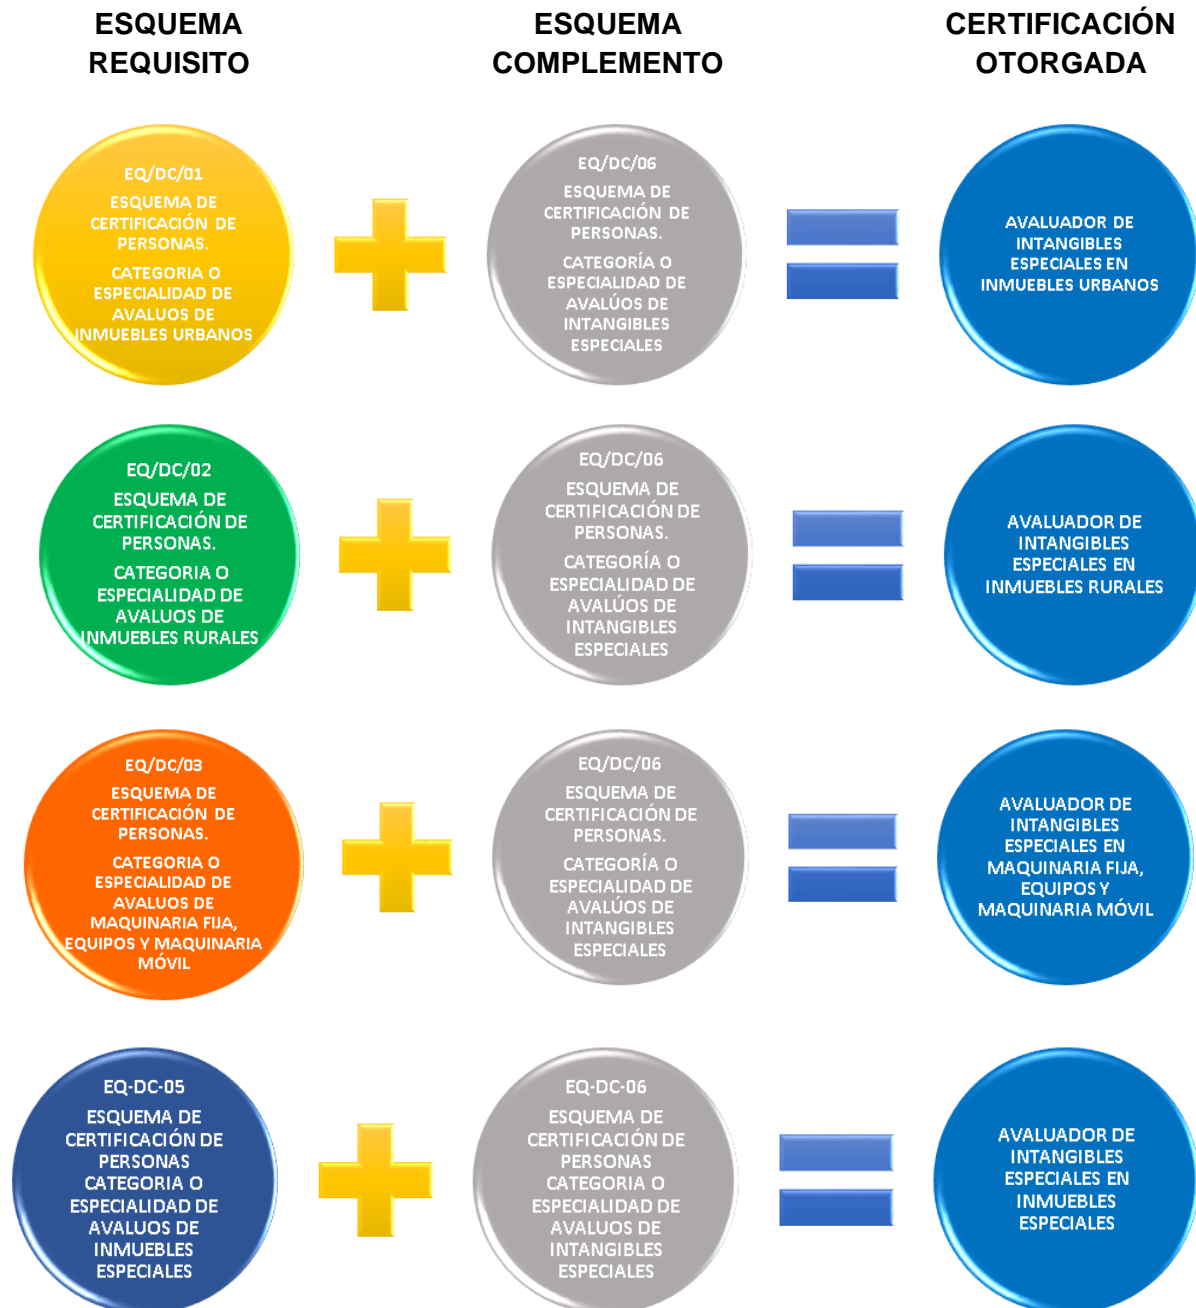 ESQUEMA
REQUISITO
ESQUEMA
COMPLEMENTO
CERTIFICACIÓN
OTORGADA
EQ/DC/01
ESQUEMA DE
CERTIFICACIÓN DE
PERSONAS.
CATEGORIA O
ESPECIALIDAD DE
AVALUOS DE
INMUEBLES URBANOS
EQ/DC/06
ESQUEMA DE
CERTIFICACIÓN DE
PERSONAS.
CATEGORÍA O
ESPECIALIDAD DE
AVALÚOS DE
INTANGIBLES
ESPECIALES
AVALUADOR DE
INTANGIBLES
ESPECIALES EN
INMUEBLES URBANOS
EQ/DC/02
ESQUEMA DE
CERTIFICACIÓN DE
PERSONAS.
CATEGORIA O
ESPECIALIDAD DE
AVALUOS DE
INMUEBLES RURALES
EQ/DC/06
ESQUEMA DE
CERTIFICACIÓN DE
PERSONAS.
CATEGORÍA O
ESPECIALIDAD DE
AVALÚOS DE
INTANGIBLES
ESPECIALES
AVALUADOR DE
INTANGIBLES
ESPECIALES EN
INMUEBLES RURALES
EQ/DC/03
ESQUEMA DE
CERTIFICACIÓN DE
PERSONAS.
CATEGORIA O
ESPECIALIDAD DE
AVALUOS DE
MAQUINARIA FIJA,
EQUIPOS Y MAQUINARIA
MÓVIL
EQ/DC/06
ESQUEMA DE
CERTIFICACIÓN DE
PERSONAS.
CATEGORÍA O
ESPECIALIDAD DE
AVALÚOS DE
INTANGIBLES
ESPECIALES
AVALUADOR DE
INTANGIBLES
ESPECIALES EN
MAQUINARIA FIJA,
EQUIPOS Y
MAQUINARIA MÓVIL
EQ-DC-05
ESQUEMA DE
CERTIFICACIÓN DE
PERSONAS
CATEGORIA O
ESPECIALIDAD DE
AVALUOS DE
INMUEBLES
ESPECIALES
EQ-DC-06
ESQUEMA DE
CERTIFICACIÓN DE
PERSONAS
CATEGORIA O
ESPECIALIDAD DE
AVALUOS DE
INTANGIBLES
ESPECIALES
AVALUADOR DE
INTANGIBLES
ESPECIALES EN
INMUEBLES
ESPECIALES